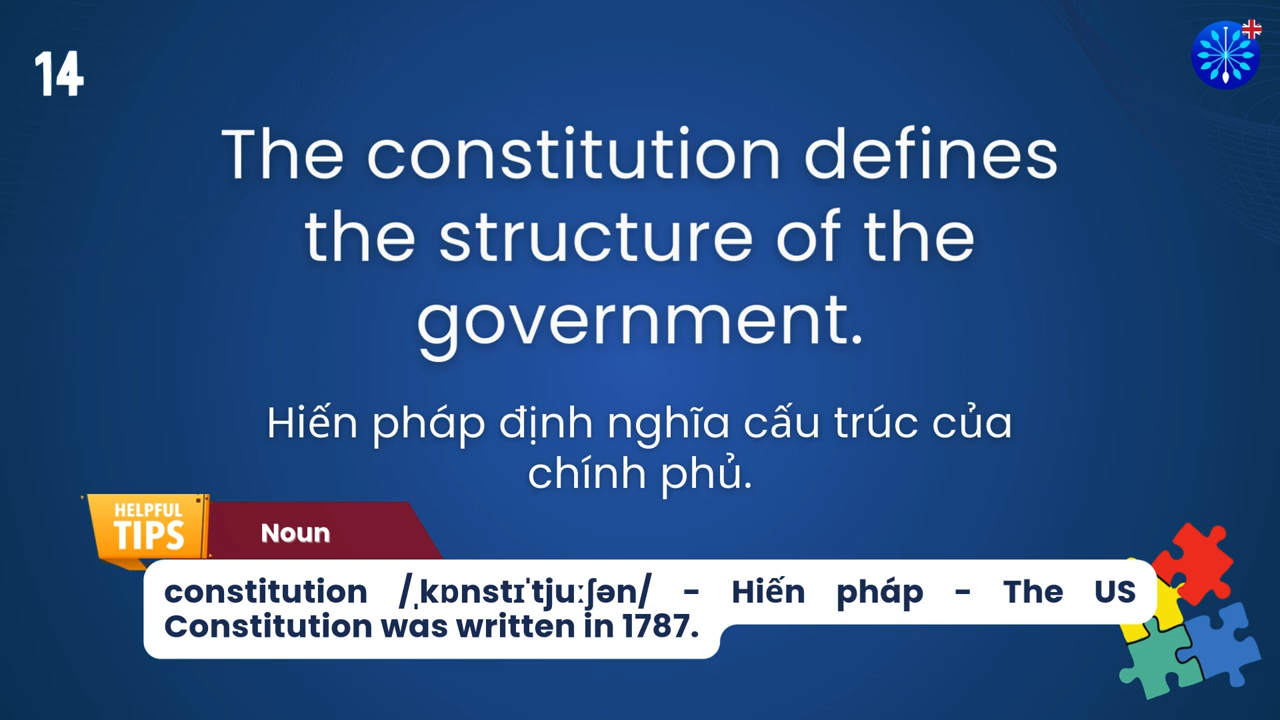 14
The constitution defines
the structure of the
government.
Hiến pháp định nghĩa cấu trúc của
chính phủ.
HELPFUL
TIPS
Noun
constitution /ˌkɒnstɪˈtjuːʃən/ - Hiến pháp - The US
Constitution was written in 1787.